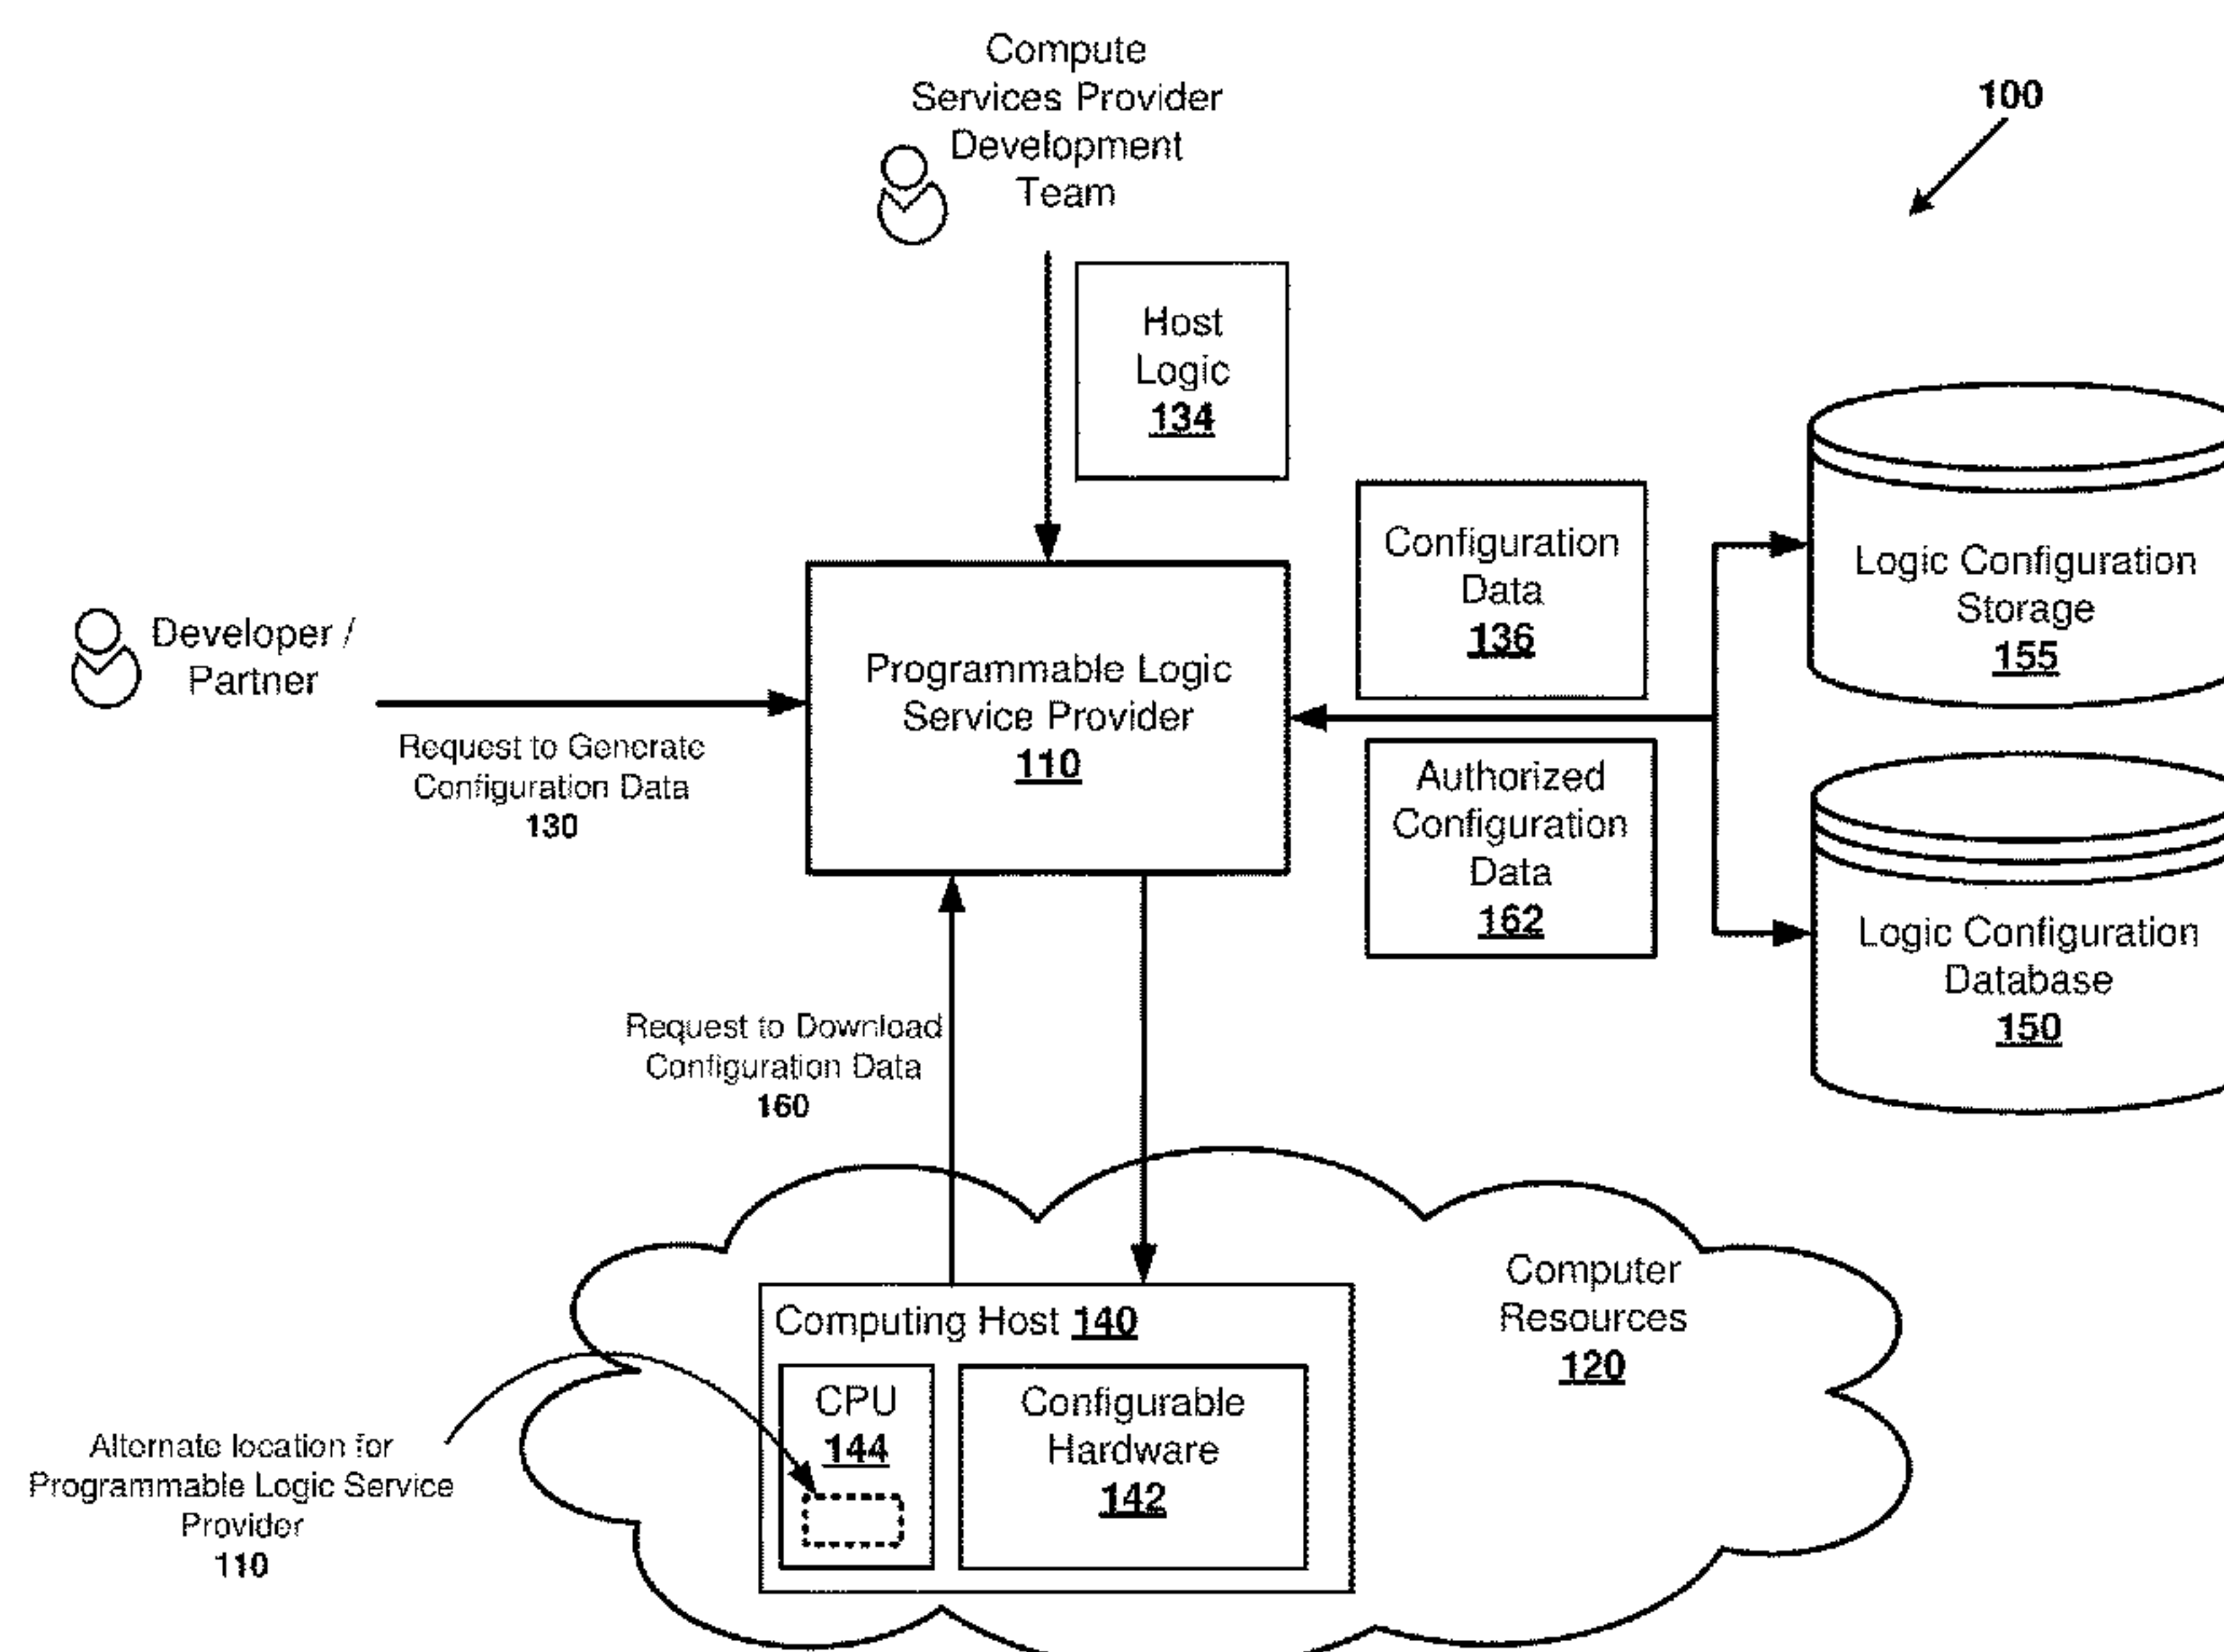 Compute
Services Provider
Development
Team
100
Host
Logic
134
Configuration
Data
136
Logic Configuration
Storage
155
Developer /
Partner
Programmable Logic
Service Provider
110
Request to Generate
Configuration Data
130
Authorized
Configuration
Data
162
Logic Configuration
Database
150
Request to Download
Configuration Data
160
Computer
Resources
120
Computing Host 140
CPU
144
Configurable
Hardware
142
Alternate location for
Programmable Logic Service
Provider
110